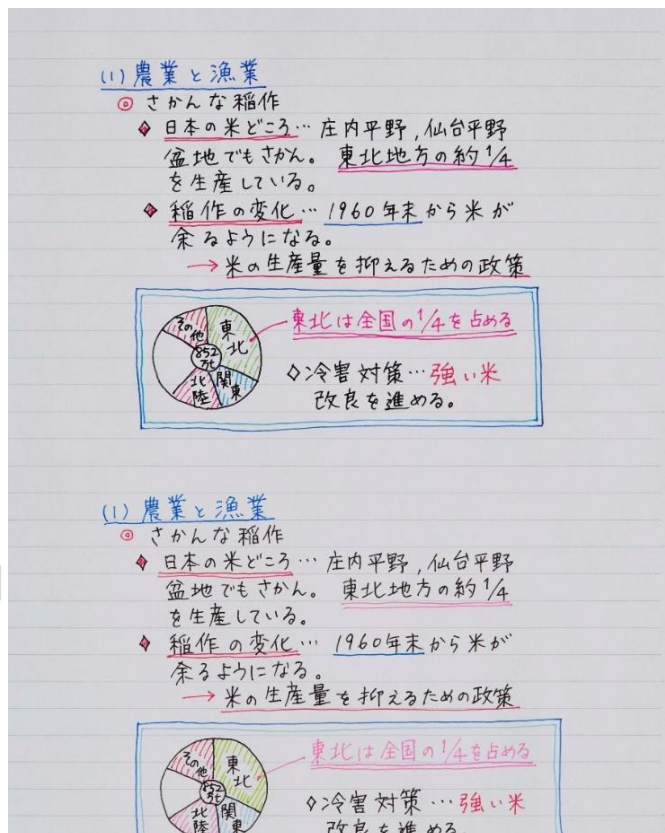 (1) 農業と漁業
◎ さかんな稲作
◆ 日本の米どころ… 庄内平野,仙台平野
盆地でもさかん。 東北地方の約1/4
を生産している。
◆ 稲作の変化… 1960年末から米が
余るようになる。
→ 米の生産量を抑えるための政策
その他
東北
852万t
北陸
関東
東北は全国の1/4を占める
◇冷害対策…強い米
改良を進める。
(1) 農業と漁業
◎ さかんな稲作
◆ 日本の米どころ… 庄内平野,仙台平野
盆地でもさかん。 東北地方の約1/4
を生産している。
◆ 稲作の変化… 1960年末から米が
余るようになる。
→ 米の生産量を抑えるための政策
その他
東北
852万t
北陸
関東
東北は全国の1/4を占める
◇冷害対策…強い米
改良を進める。